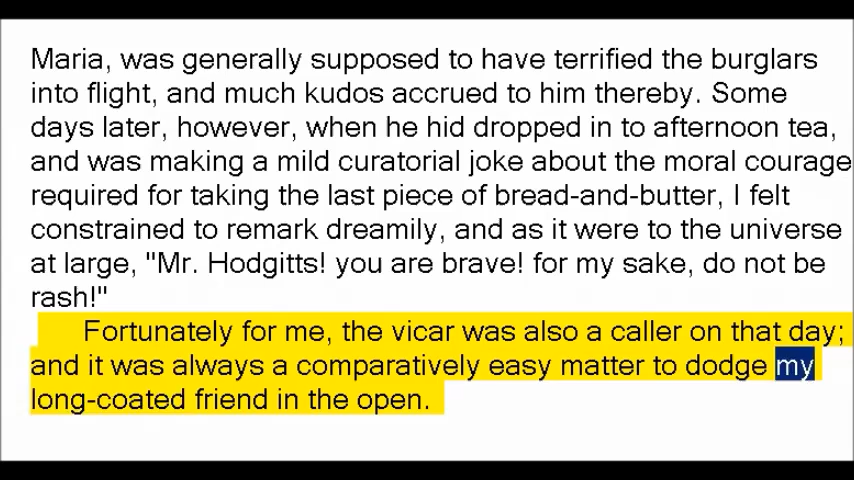 Maria, was generally supposed to have terrified the burglars
into flight, and much kudos accrued to him thereby. Some
days later, however, when he hid dropped in to afternoon tea,
and was making a mild curatorial joke about the moral courage
required for taking the last piece of bread-and-butter, I felt
constrained to remark dreamily, and as it were to the universe
at large, "Mr. Hodgitts! you are brave! for my sake, do not be
rash!"
Fortunately for me, the vicar was also a caller on that day;
and it was always a comparatively easy matter to dodge my
long-coated friend in the open.